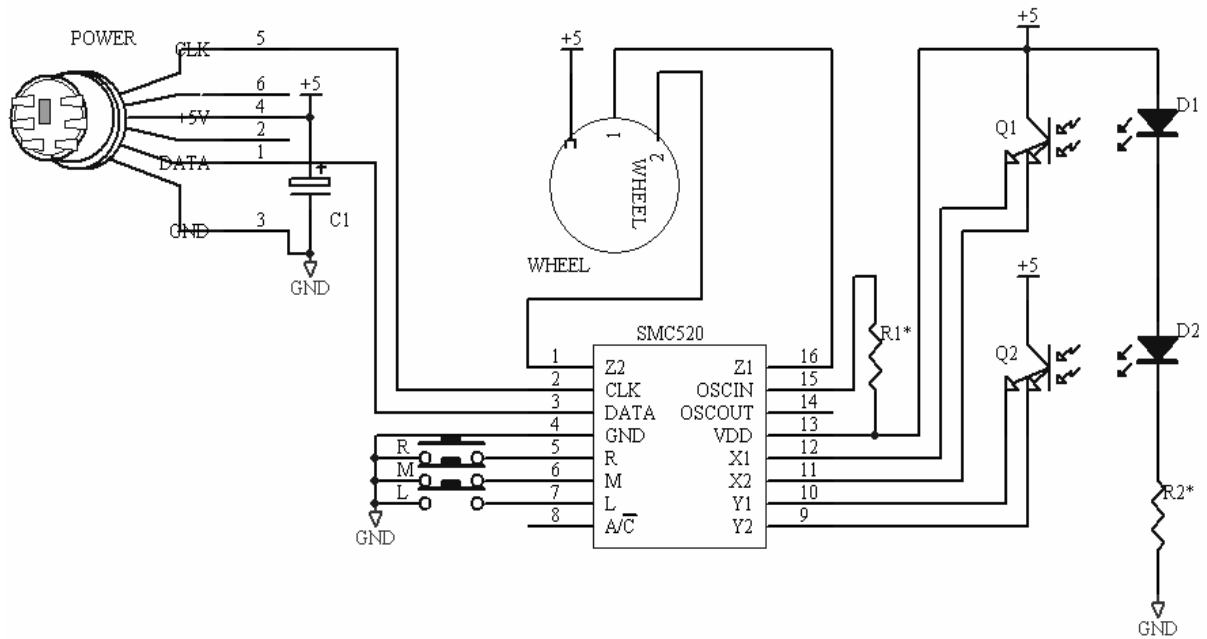 POWER
CLK 5
6
+5
+5V 4
2
DATA 1
+
C1
GND 3
GND
+5
1
2
WHEEL
WHEEL
+5
Q1
D1
+5
Q2
D2
R1*
R2*
GND
SMC520
1 Z2 Z1 16
2 CLK OSCIN 15
3 DATA OSCOUT 14
4 GND VDD 13
R 5 R X1 12
M 6 M X2 11
L 7 L Y1 10
8 A/C Y2 9
GND